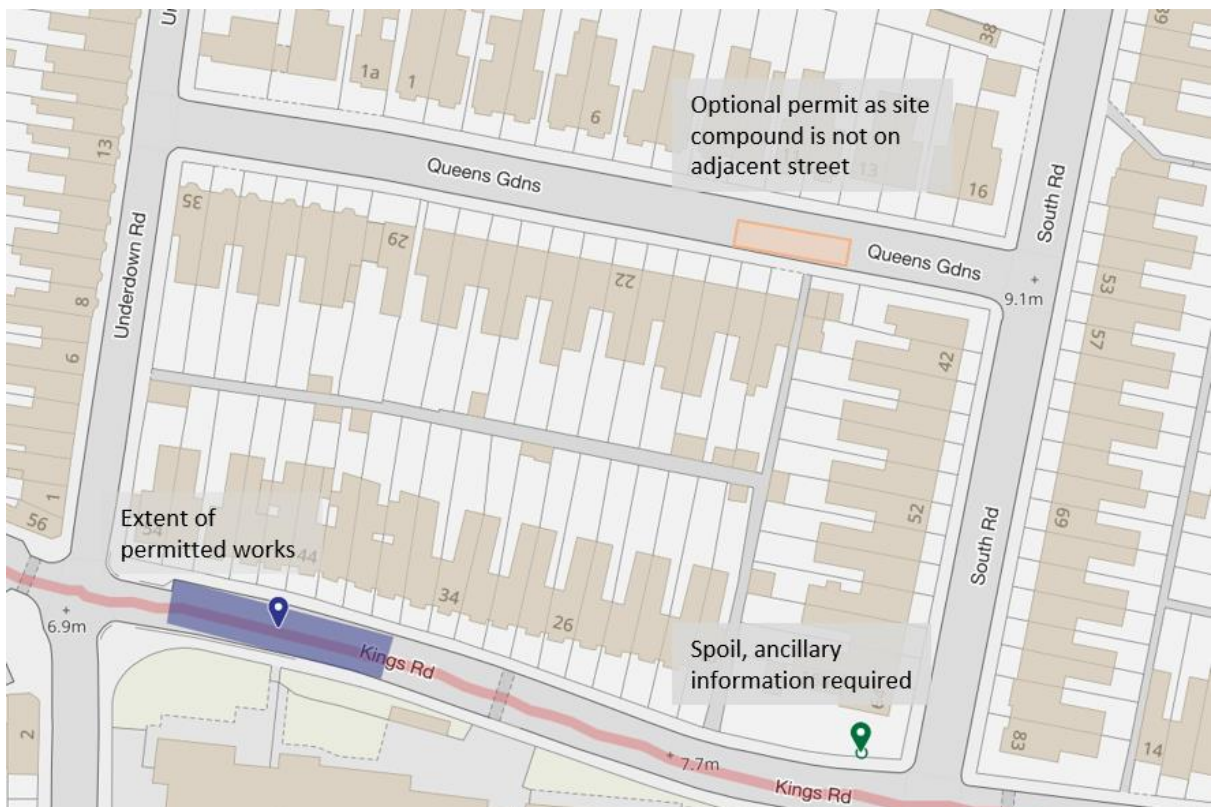 Un
1a
1
6
38
39
Optional permit as site
compound is not on
adjacent street
13
16
13
Queens Gdns
South Rd
35
29
22
Queens Gdns
9.1m
53
57
Underdown Rd
8
6
42
1
56
Extent of
permitted works
54
44
34
26
52
69
South Rd
6.9m
Kings Rd
Spoil, ancillary
information required
7.7m
Kings Rd
83
14
2